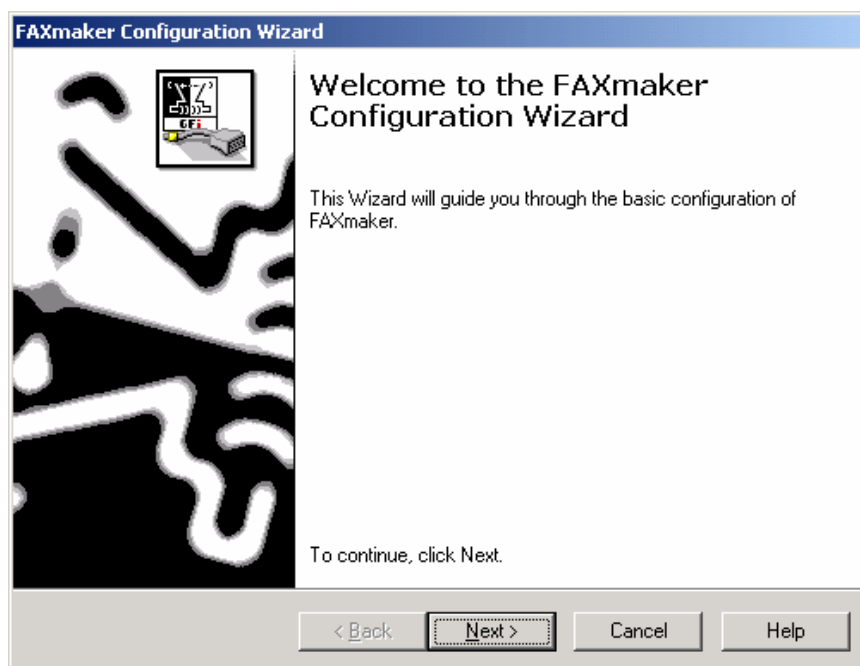 FAXmaker Configuration Wizard
GFi
Welcome to the FAXmaker
Configuration Wizard
This Wizard will guide you through the basic configuration of
FAXmaker.
To continue, click Next.
< Back
Next >
Cancel
Help